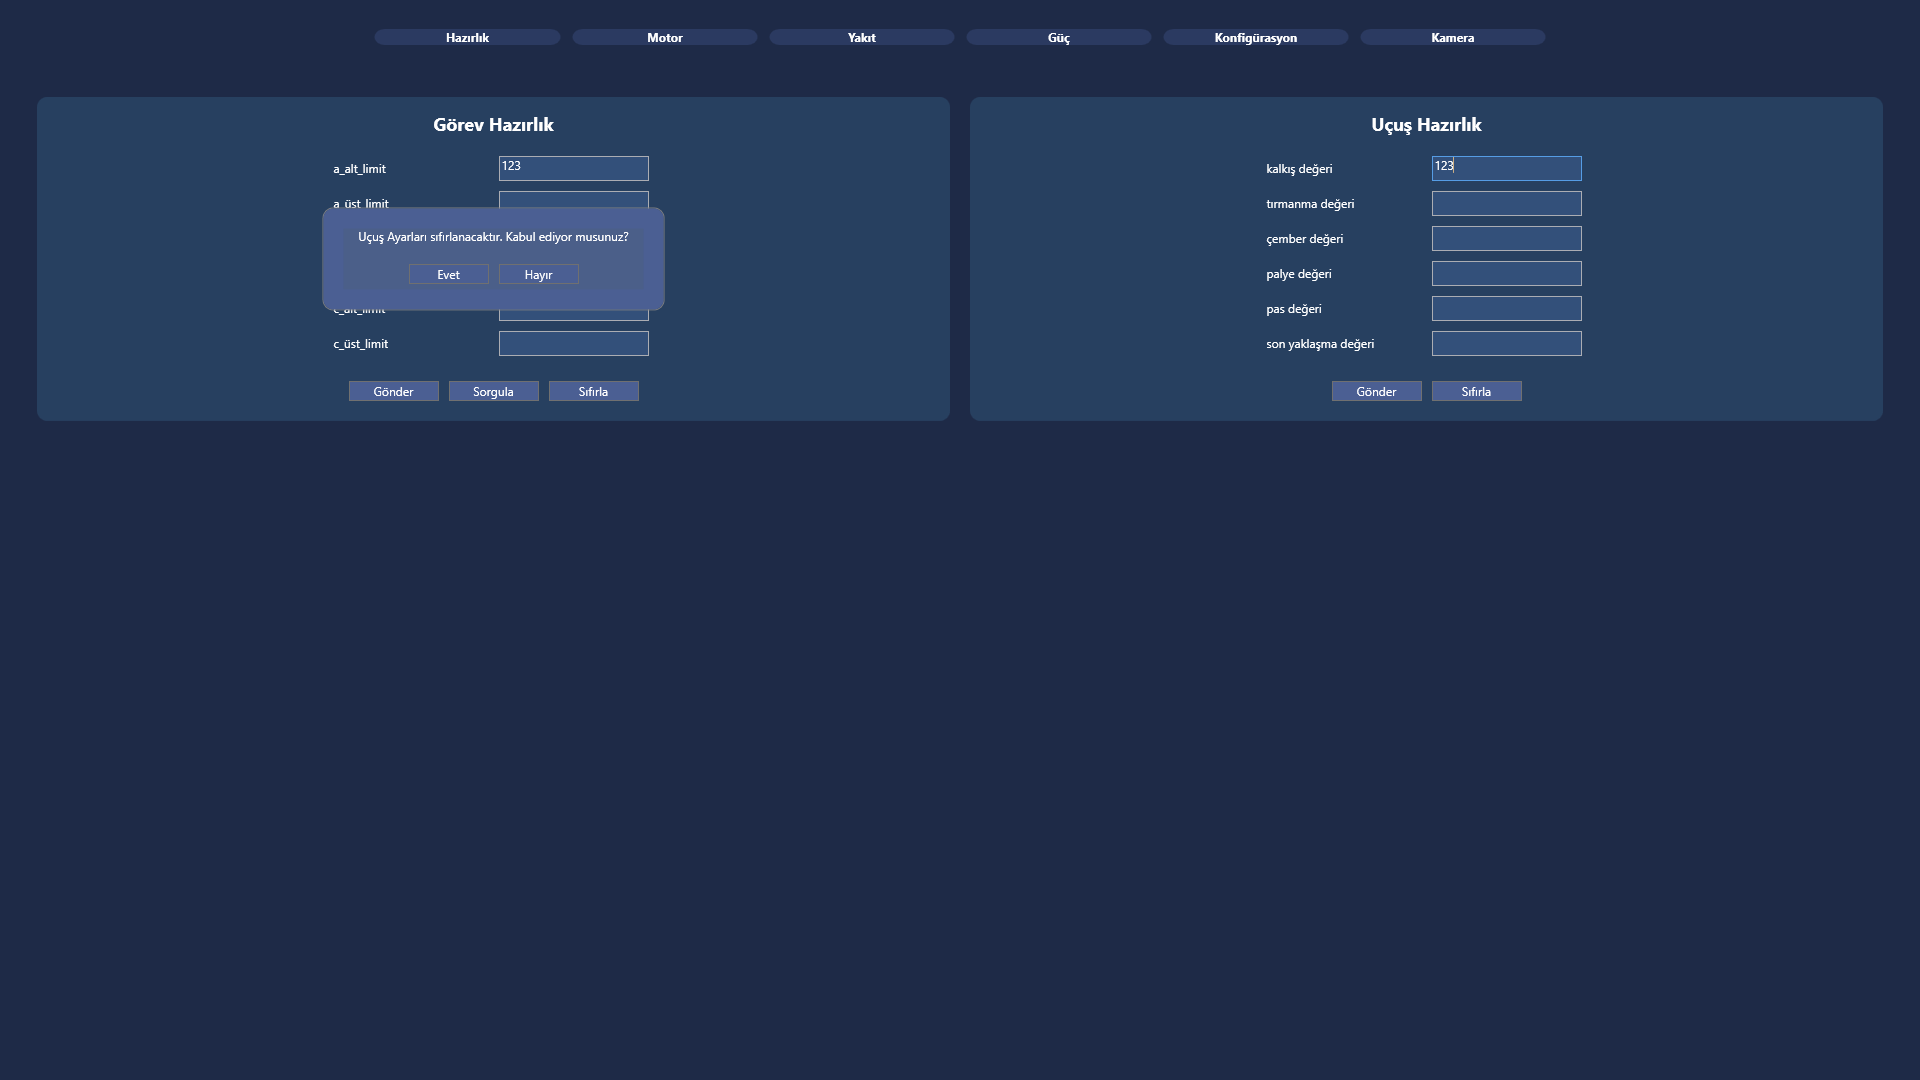 Hazırlık
Motor
Yakıt
Güç
Konfigürasyon
Kamera
Görev Hazırlık
a_alt_limit
123
a_üst_limit
Uçuş Ayarları sıfırlanacaktır. Kabul ediyor musunuz?
Evet
Hayır
c_alt_limit
c_üst_limit
Gönder
Sorgula
Sıfırla
Uçuş Hazırlık
kalkış değeri
123
tırmanma değeri
çember değeri
palye değeri
pas değeri
son yaklaşma değeri
Gönder
Sıfırla